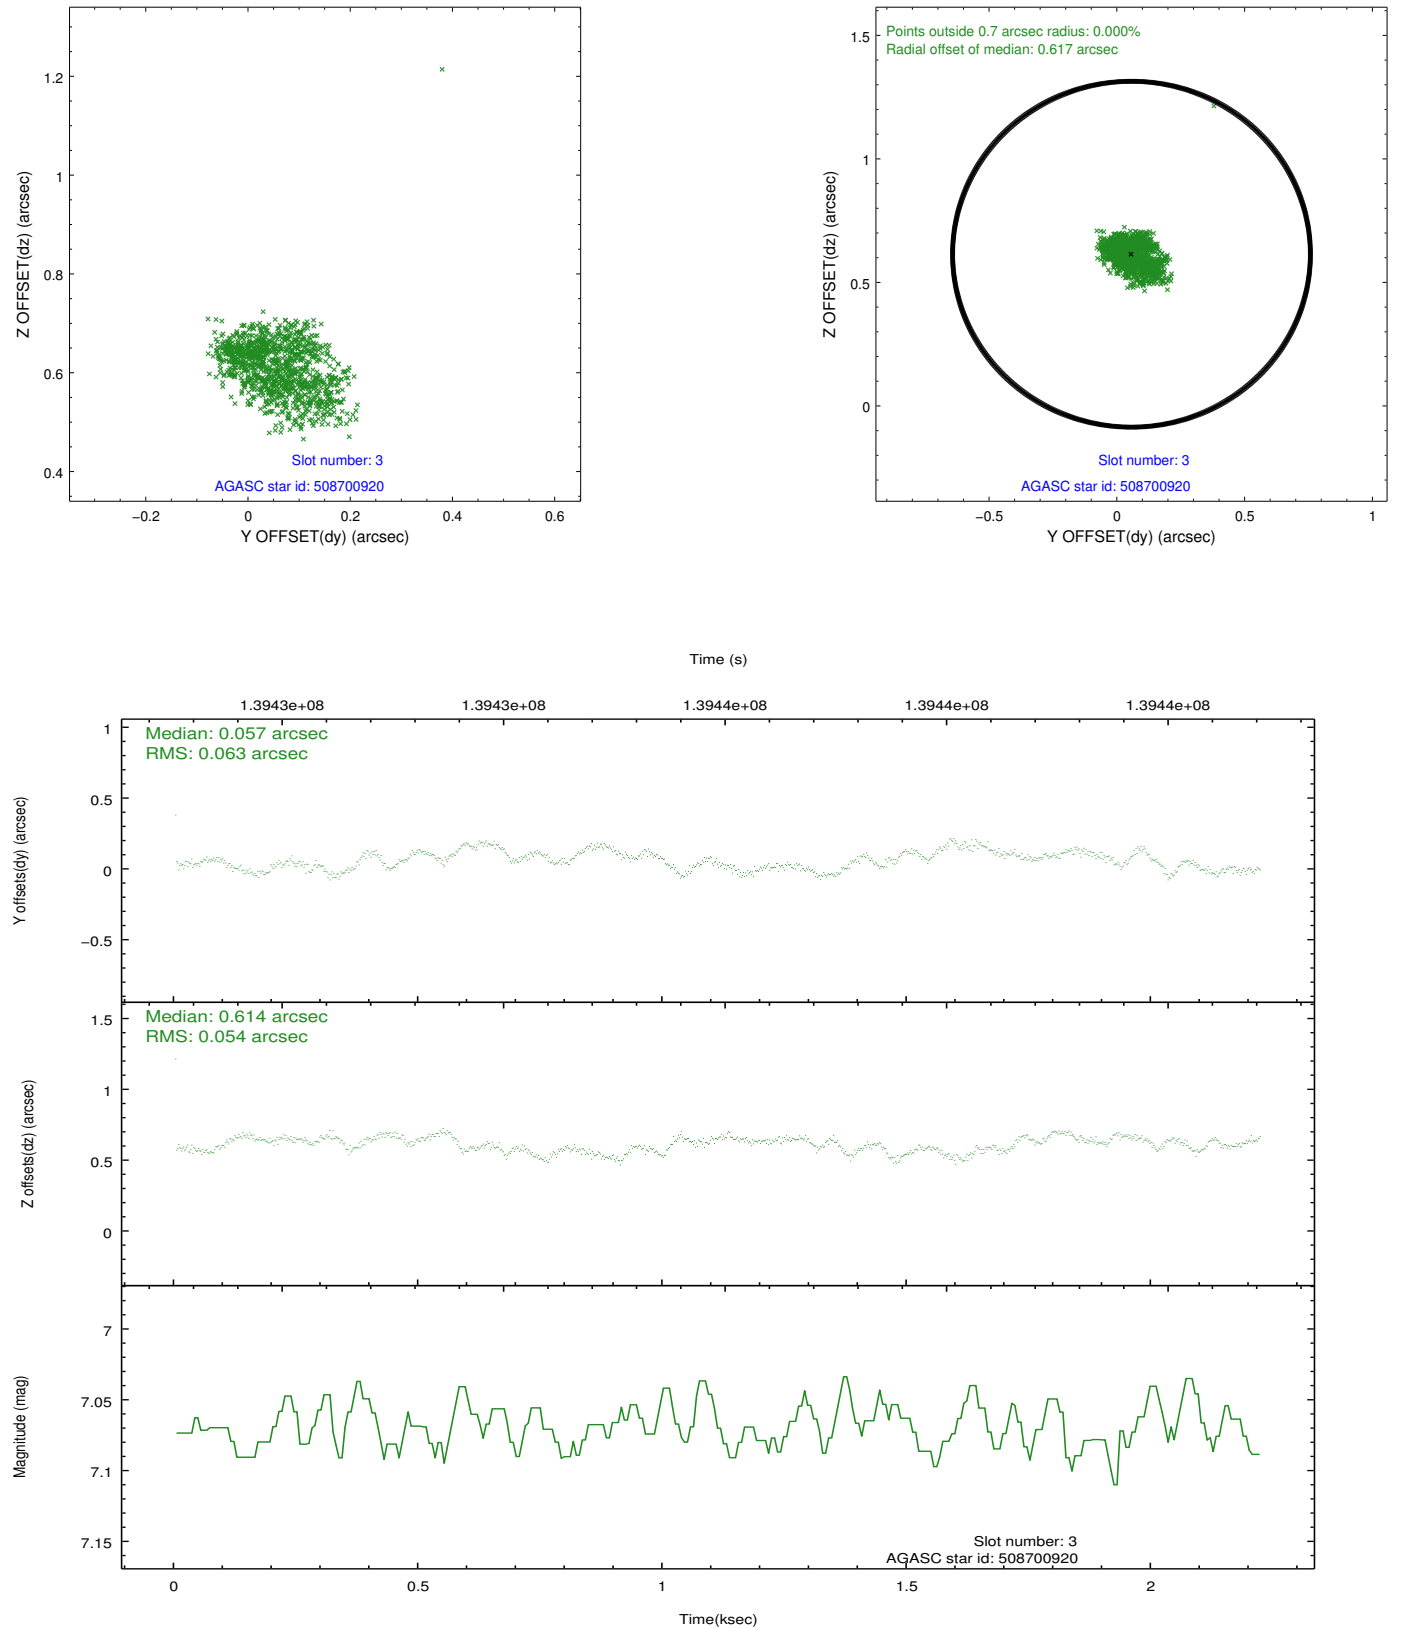 1.2
1
0.8
0.6
0.4
Z OFFSET(dz) (arcsec)
Slot number: 3
AGASC star id: 508700920
−0.2 0 0.2 0.4 0.6
Y OFFSET(dy) (arcsec)
Points outside 0.7 arcsec radius: 0.000%
Radial offset of median: 0.617 arcsec
1.5
1
0.5
0
Z OFFSET(dz) (arcsec)
Slot number: 3
AGASC star id: 508700920
−0.5 0 0.5 1
Y OFFSET(dy) (arcsec)
Time (s)
1.3943e+08 1.3943e+08 1.3944e+08 1.3944e+08 1.3944e+08
Median: 0.057 arcsec
RMS: 0.063 arcsec
1
0.5
0
−0.5
Y offsets(dy) (arcsec)
Median: 0.614 arcsec
RMS: 0.054 arcsec
1.5
1
0.5
0
Z offsets(dz) (arcsec)
7
7.05
7.1
7.15
Magnitude (mag)
Slot number: 3
AGASC star id: 508700920
0 0.5 1 1.5 2
Time(ksec)